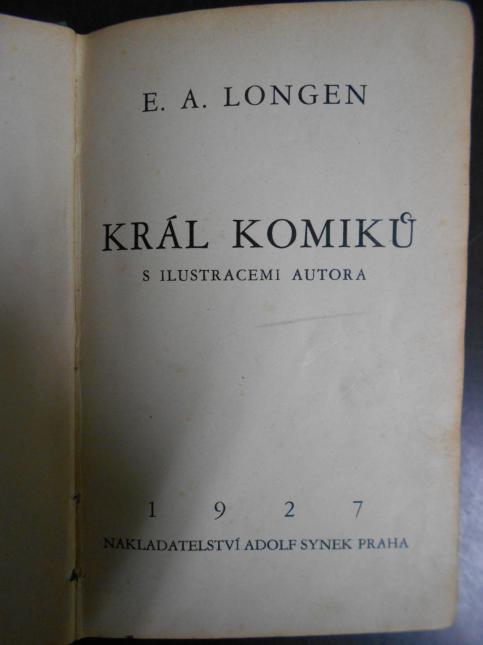 E. A. LONGEN
KRÁL KOMIKŮ
S ILUSTRACEMI AUTORA
1 9 2 7
NAKLADATELSTVÍ ADOLF SYNEK PRAHA